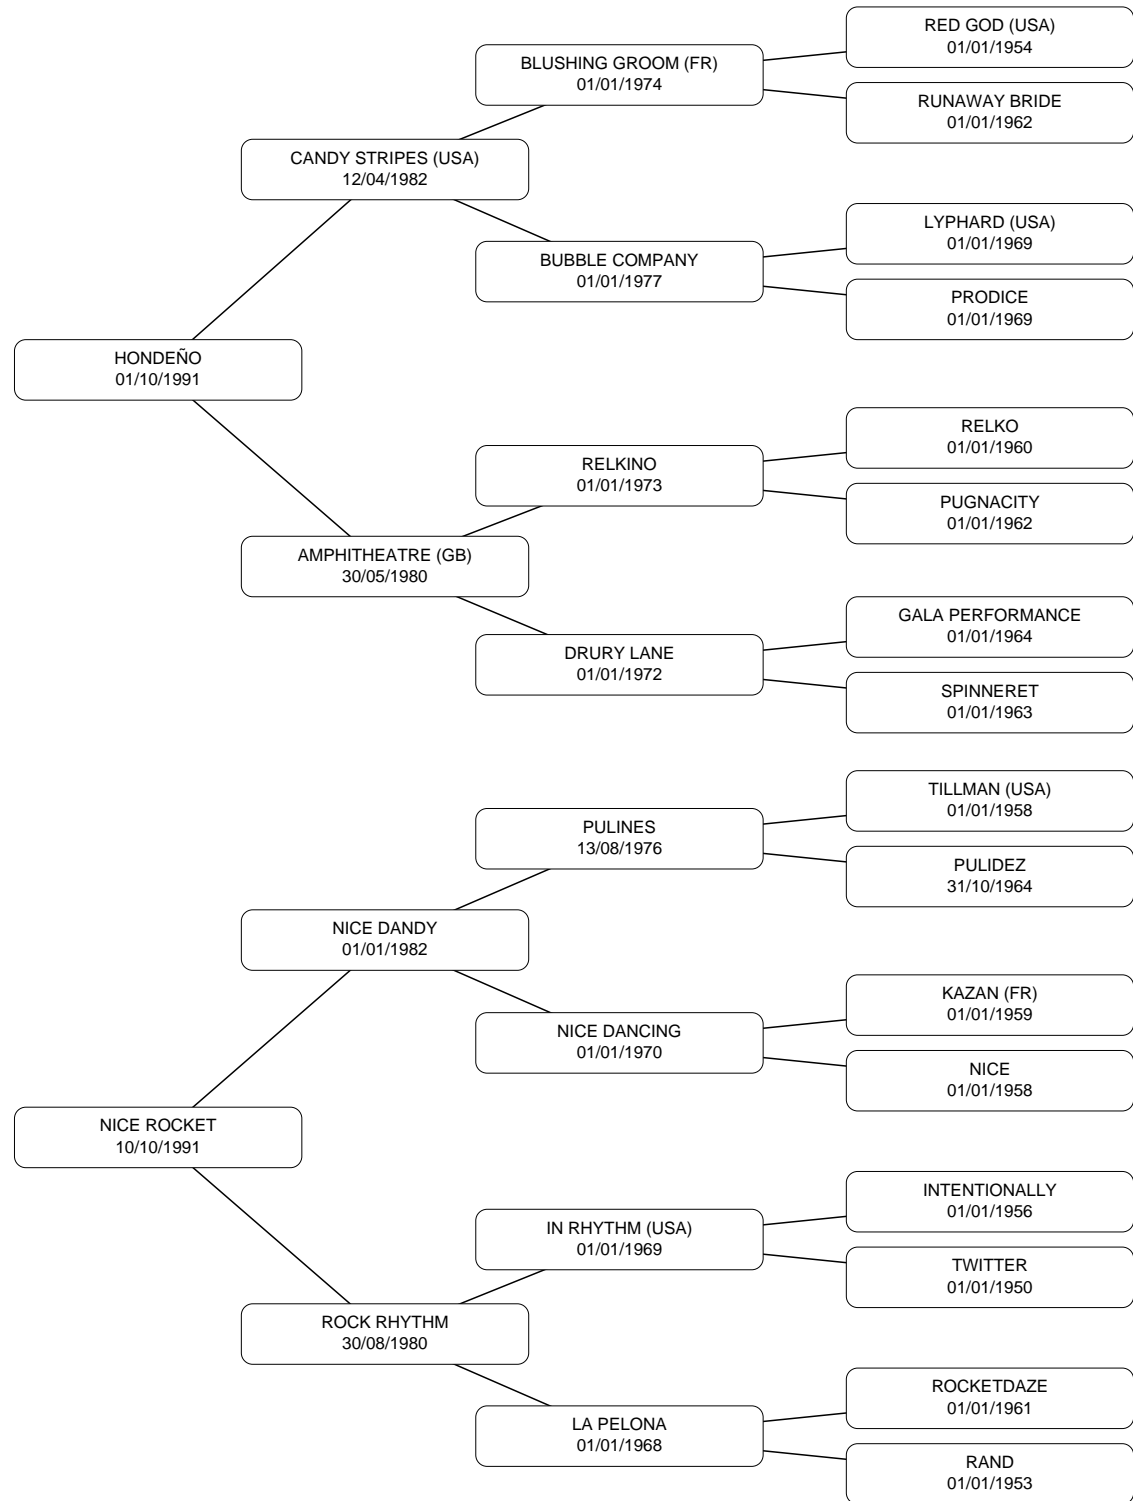 RED GOD (USA)
01/01/1954
BLUSHING GROOM (FR)
01/01/1974
RUNAWAY BRIDE
01/01/1962
CANDY STRIPES (USA)
12/04/1982
LYPHARD (USA)
01/01/1969
BUBBLE COMPANY
01/01/1977
PRODICE
01/01/1969
HONDEÑO
01/10/1991
RELKO
01/01/1960
RELKINO
01/01/1973
PUGNACITY
01/01/1962
AMPHITHEATRE (GB)
30/05/1980
GALA PERFORMANCE
01/01/1964
DRURY LANE
01/01/1972
SPINNERET
01/01/1963
TILLMAN (USA)
01/01/1958
PULINES
13/08/1976
PULIDEZ
31/10/1964
NICE DANDY
01/01/1982
KAZAN (FR)
01/01/1959
NICE DANCING
01/01/1970
NICE
01/01/1958
NICE ROCKET
10/10/1991
INTENTIONALLY
01/01/1956
IN RHYTHM (USA)
01/01/1969
TWITTER
01/01/1950
ROCK RHYTHM
30/08/1980
ROCKETDAZE
01/01/1961
LA PELONA
01/01/1968
RAND
01/01/1953